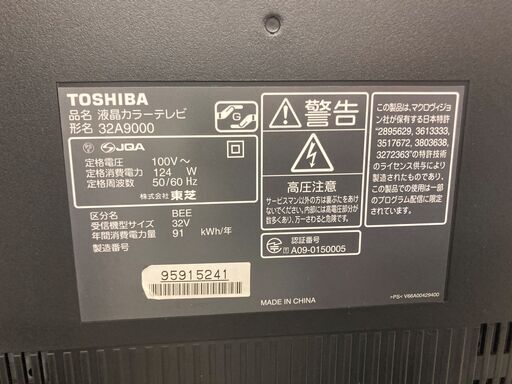 TOSHIBA
品名 液晶カラーテレビ
形名 32A9000
JQA
定格電圧 100V～
定格消費電力 124 W
定格周波数 50/60 Hz
株式会社 東芝
区分名 BEE
受信機型サイズ 32V
年間消費電力量 91 kWh/年
製造番号
95915241
G
警告
高圧注意
サービスマン以外の方は裏ぶたをあけ
ないでください。内部には高電圧部分が
数多くあり、万一さわると危険です。
認証番号
A09-0150005
MADE IN CHINA
この製品は、マクロヴィジョ
ン社が保有する日本特許
"2895629, 3613333,
3517672, 3803638,
3272363"の特許技術
のライセンス供与により
製造されたものであり、
この製品での使用は一部
のプログラム配信に限定
されています。
>PS< V66A00429400